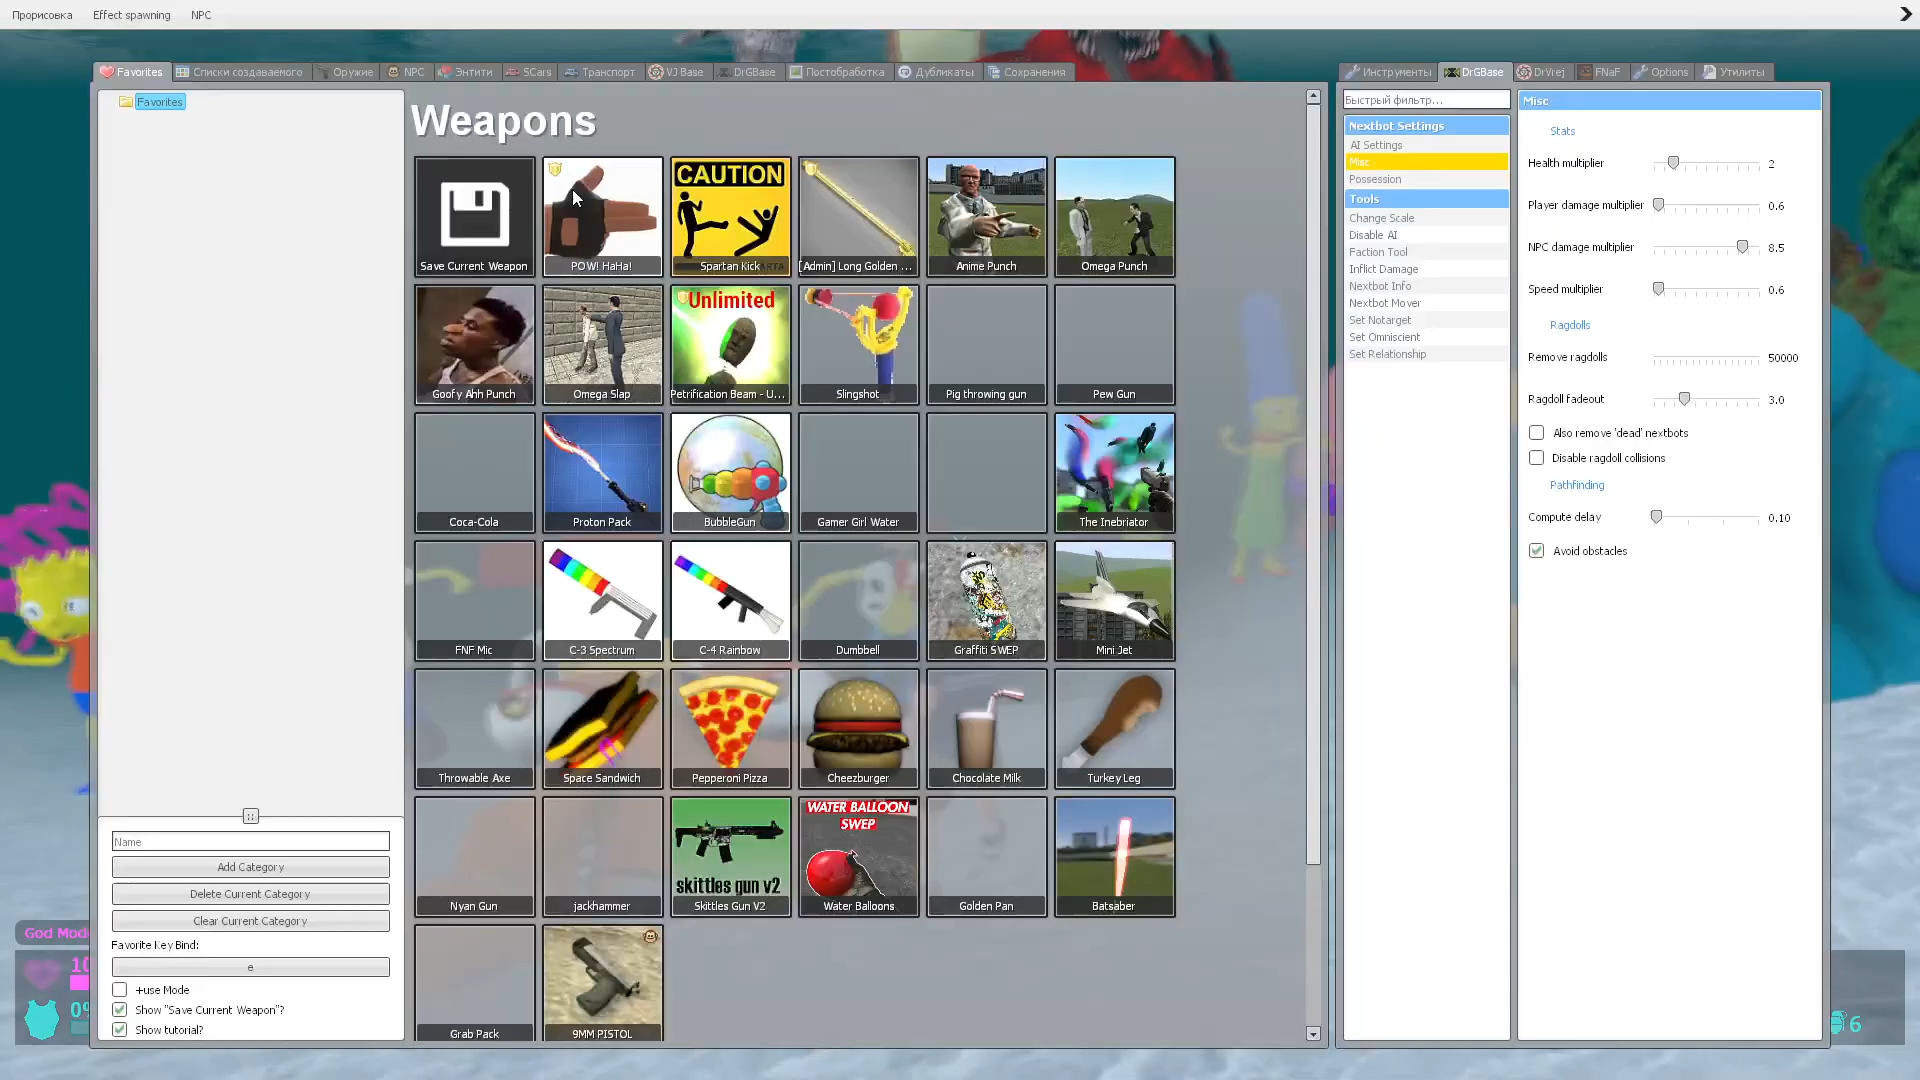 Прорисовка Effect spawning NPC
Favorites Списки создаваемого Оружие NPC Энтити SCars Транспорт VJ Base DrGBase Постобработка Дубликаты Сохранения
Инструменты DrGBase DrVrej FNaF Options Утилиты
Favorites
Weapons
CAUTION
Save Current Weapon POW! HaHa! Spartan Kick [Admin] Long Golden ... Anime Punch Omega Punch
Unlimited
Goofy Ahh Punch Omega Slap Petrification Beam - U... Slingshot Pig throwing gun Pew Gun
Coca-Cola Proton Pack BubbleGun Gamer Girl Water The Inebriator
FNF Mic C-3 Spectrum C-4 Rainbow Dumbbell Graffiti SWEP Mini Jet
Throwable Axe Space Sandwich Pepperoni Pizza Cheezburger Chocolate Milk Turkey Leg
WATER BALLOON
SWEP
skittles gun v2
Nyan Gun jackhammer Skittles Gun V2 Water Balloons Golden Pan Batsaber
Grab Pack 9MM PISTOL
Name
Add Category
Delete Current Category
Clear Current Category
Favorite Key Bind:
e
+use Mode
Show "Save Current Weapon"?
Show tutorial?
God Mod
10
0%
Быстрый фильтр...
Nextbot Settings
AI Settings
Misc
Possession
Tools
Change Scale
Disable AI
Faction Tool
Inflict Damage
Nextbot Info
Nextbot Mover
Set Notarget
Set Omniscient
Set Relationship
Misc
Stats
Health multiplier 2
Player damage multiplier 0.6
NPC damage multiplier 8.5
Speed multiplier 0.6
Ragdolls
Remove ragdolls 50000
Ragdoll fadeout 3.0
Also remove 'dead' nextbots
Disable ragdoll collisions
Pathfinding
Compute delay 0.10
Avoid obstacles
6